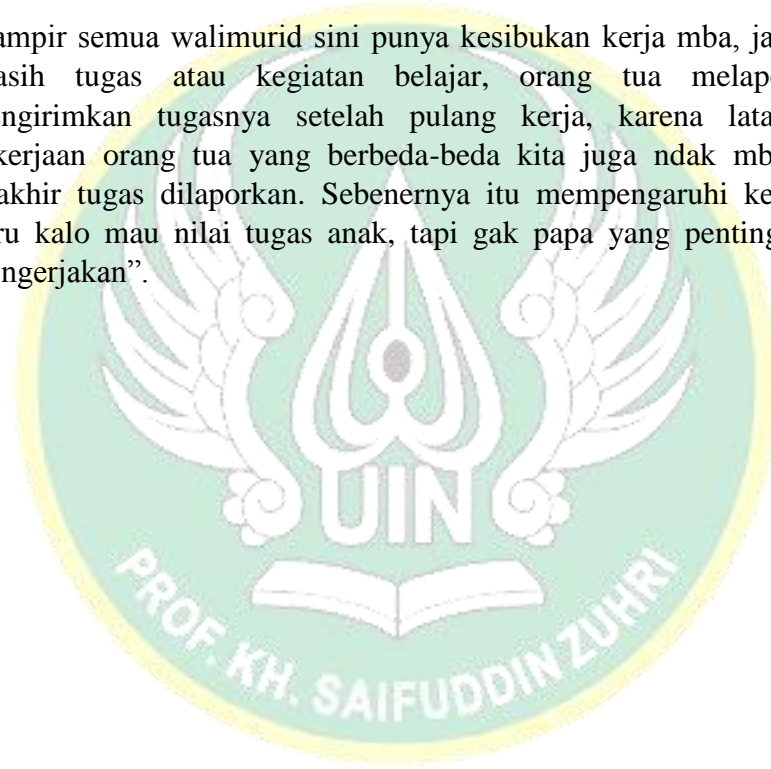 ampir semua walimurid sini punya kesibukan kerja mba, ja
asih tugas atau kegiatan belajar, orang tua melap
ngirimkan tugasnya setelah pulang kerja, karena lata
kerjaan orang tua yang berbeda-beda kita juga ndak mb
akhir tugas dilaporkan. Sebenernya itu mempengaruhi ke
ru kalo mau nilai tugas anak, tapi gak papa yang penting
ngerjakan”.
UIN
PROF. KH. SAIFUDDIN ZUHRI